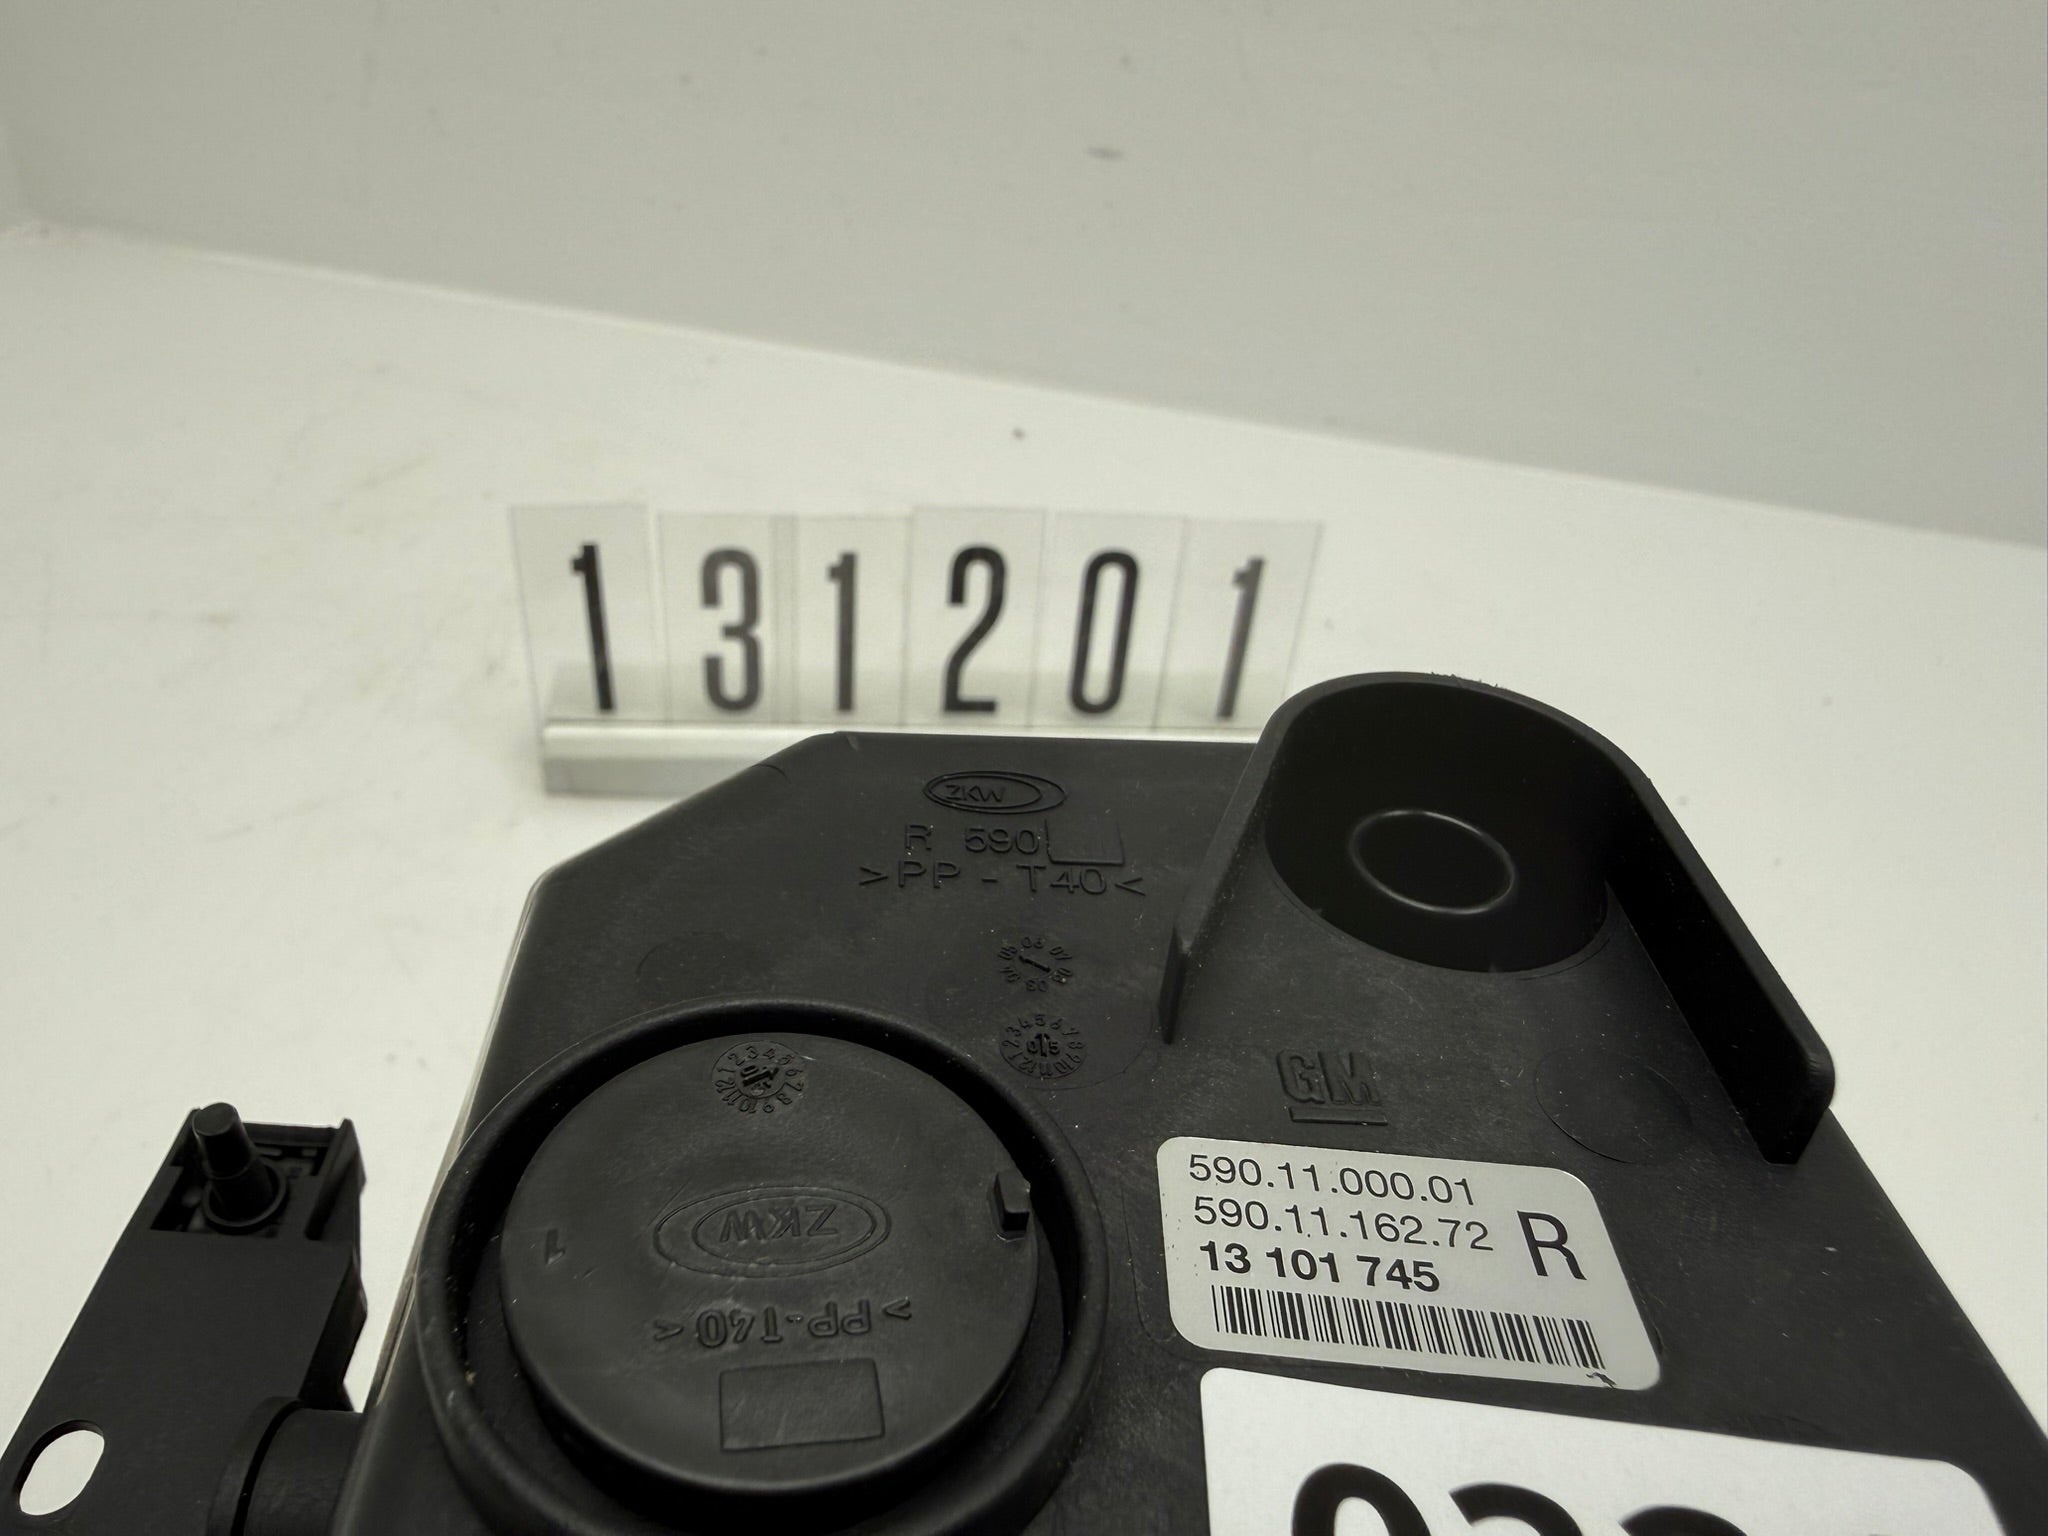 131201
ZKW
R 590
>PP - T40<
GM
590.11.000.01
590.11.162.72
R
13 101 745
1
ZKW
>PP-T40<